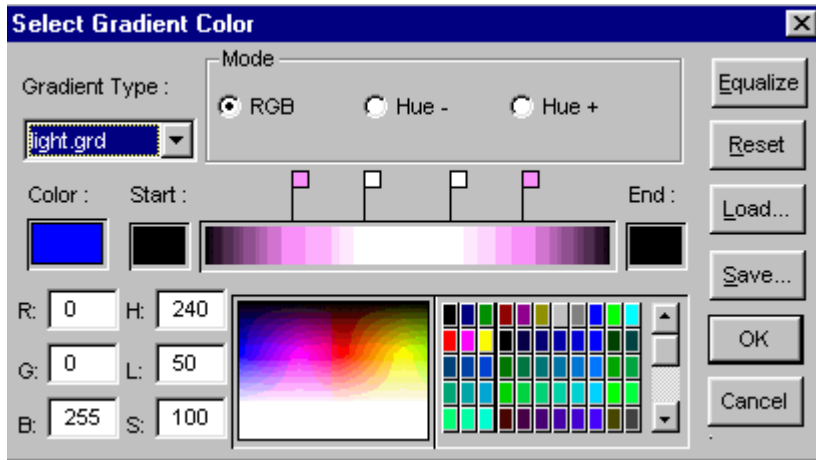 Select Gradient Color
Mode
Gradient Type :
RGB
Hue -
Hue +
light.grd
Color :
Start :
End :
R: 0
H: 240
G: 0
L: 50
B: 255
S: 100
Equalize
Reset
Load...
Save...
OK
Cancel